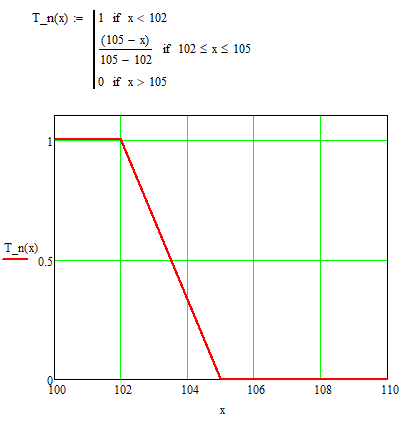 T_n(x) := 1 if x < 102
(105 − x)
105 − 102
if 102 ≤ x ≤ 105
0 if x > 105
1
T_n(x)
0.5
0
100 102 104 106 108 110
x